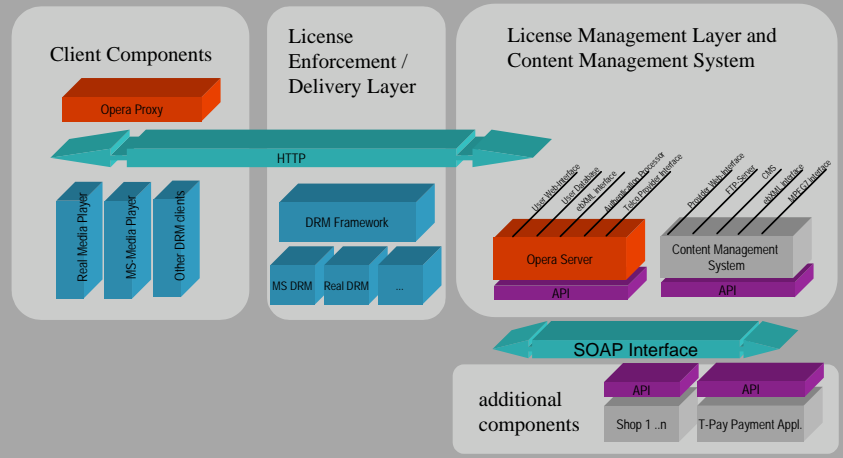 Client Components
License
Enforcement /
Delivery Layer
License Management Layer and
Content Management System
Opera Proxy
HTTP
Real Media Player
MS-Media Player
Other DRM clients
DRM Framework
MS DRM
Real DRM
...
User Web-Interface
User Database
ebXML Interface
Authentication Processor
Telco Provider Interface
Opera Server
API
Provider Web-Interface
FTP-Server
CMS
ebXML interface
MPEG7 Interface
Content Management
System
API
SOAP Interface
additional
components
API
Shop 1 ..n
API
T-Pay Payment Appl.